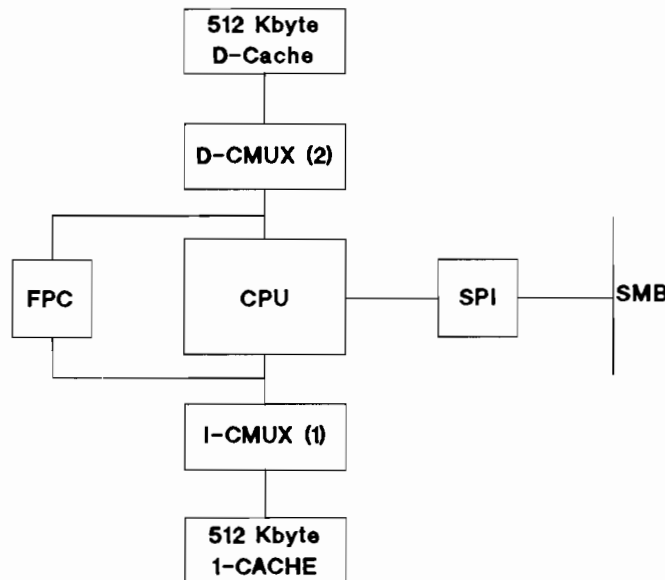 512 Kbyte
D-Cache
D-CMUX (2)
FPC
CPU
SPI
SMB
I-CMUX (1)
512 Kbyte
1-CACHE